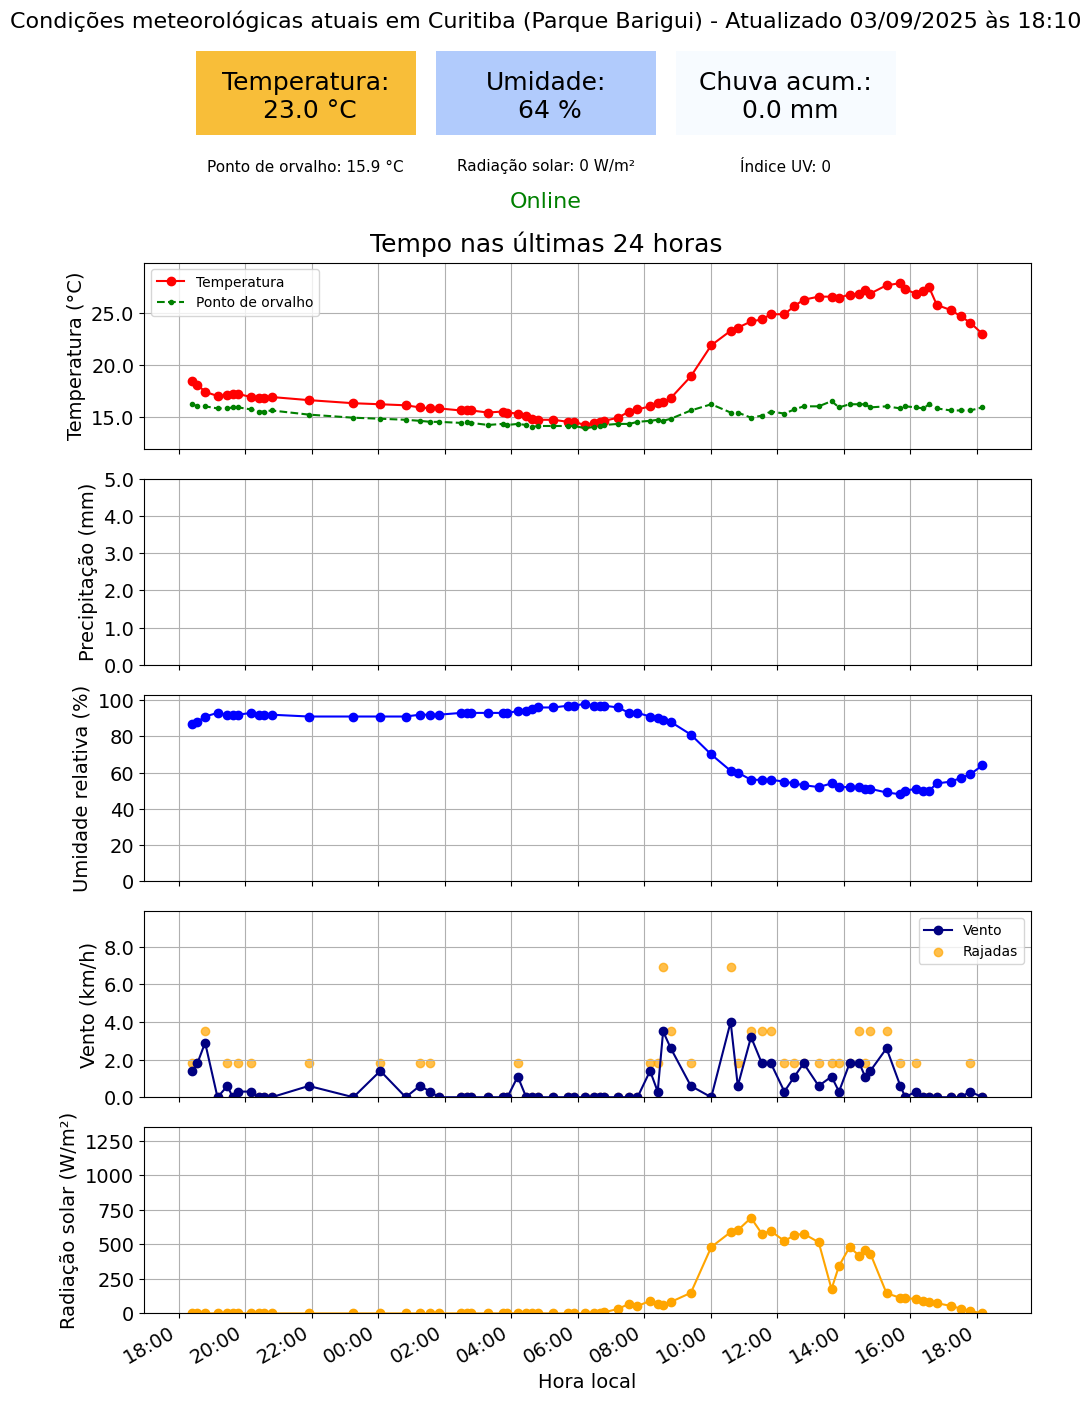 Condições meteorológicas atuais em Curitiba (Parque Barigui) - Atualizado 03/09/2025 às 18:10
Temperatura:
23.0 °C
Umidade:
64 %
Chuva acum.:
0.0 mm
Ponto de orvalho: 15.9 °C
Radiação solar: 0 W/m²
Índice UV: 0
Online
Tempo nas últimas 24 horas
Temperatura (°C)
25.0
20.0
15.0
Temperatura
Ponto de orvalho
Precipitação (mm)
5.0
4.0
3.0
2.0
1.0
0.0
Umidade relativa (%)
100
80
60
40
20
0
Vento (km/h)
8.0
6.0
4.0
2.0
0.0
Vento
Rajadas
Radiação solar (W/m²)
1250
1000
750
500
250
0
18:00
20:00
22:00
00:00
02:00
04:00
06:00
08:00
10:00
12:00
14:00
16:00
18:00
Hora local